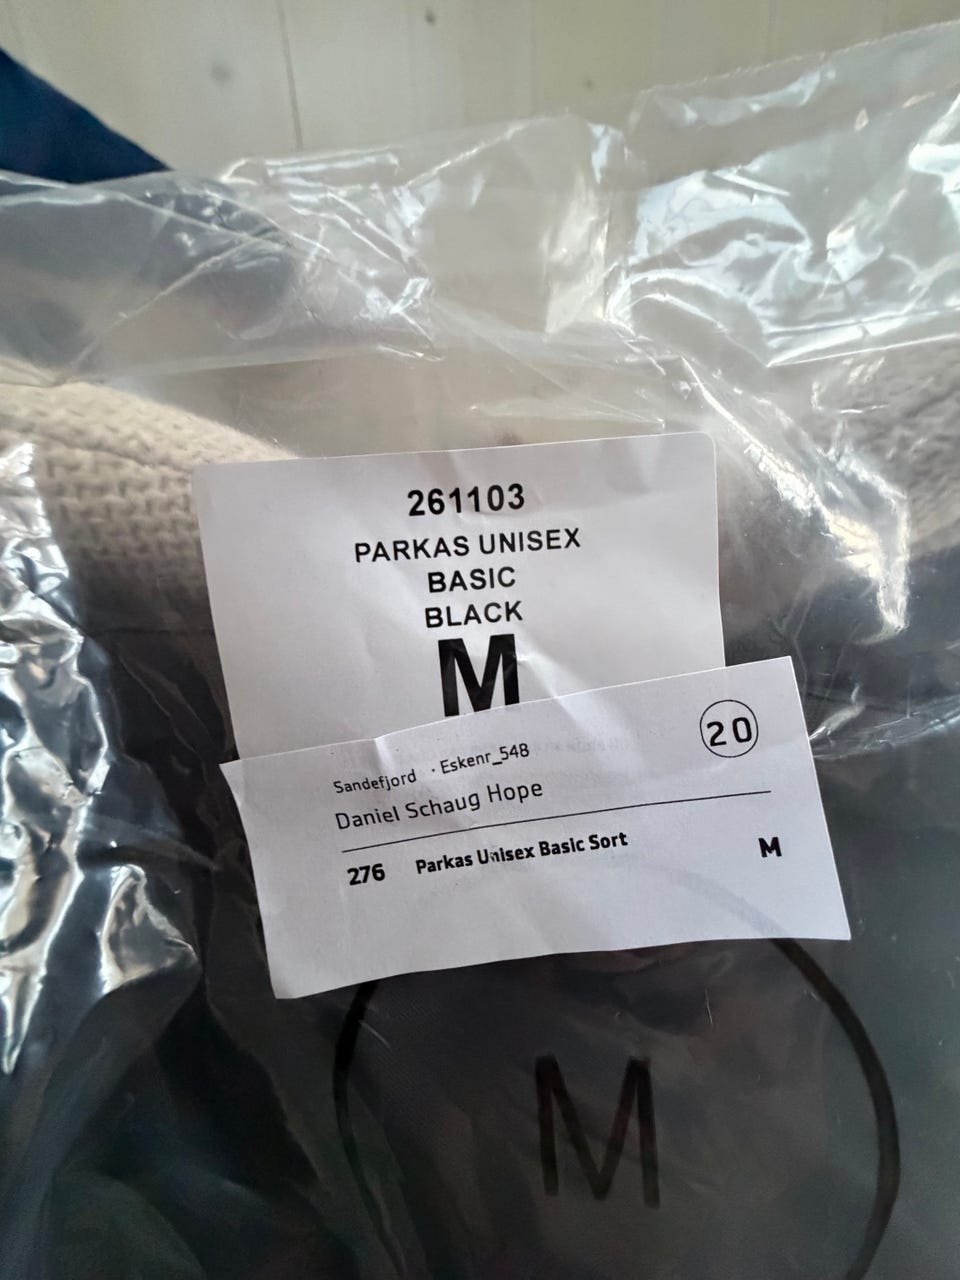 261103
PARKAS UNISEX
BASIC
BLACK
M
20
Sandefjord · Eskenr_548
Daniel Schaug Hope
276 Parkas Unisex Basic Sort M
M